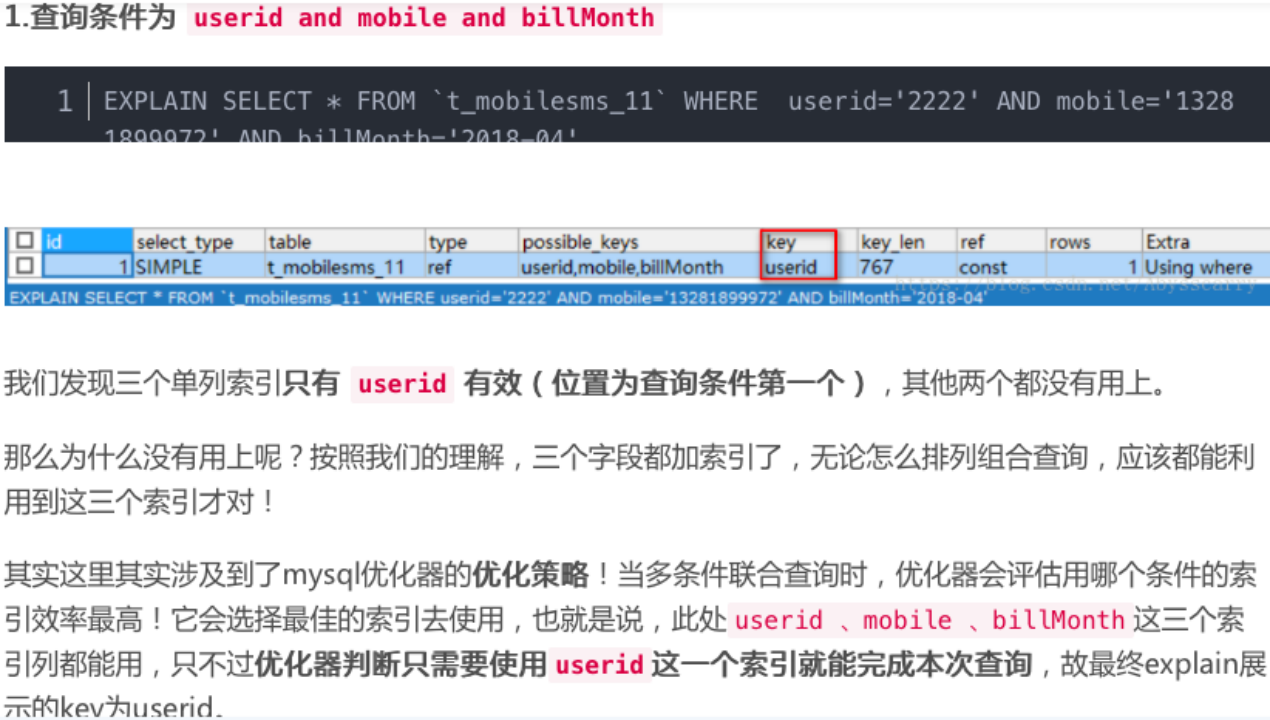 1.查询条件为 userid and mobile and billMonth
1 EXPLAIN SELECT * FROM `t_mobilesms_11` WHERE  userid='2222' AND mobile='1328
1899972' AND billMonth='2018-04'
id select_type table type possible_keys key key_len ref rows Extra
1 SIMPLE t_mobilesms_11 ref userid,mobile,billMonth userid 767 const 1 Using where
https://blog.csdn.net/Abysscarry
EXPLAIN SELECT * FROM `t_mobilesms_11` WHERE userid='2222' AND mobile='13281899972' AND billMonth='2018-04'
我们发现三个单列索引只有 userid 有效（位置为查询条件第一个），其他两个都没有用上。
那么为什么没有用上呢？按照我们的理解，三个字段都加索引了，无论怎么排列组合查询，应该都能利
用到这三个索引才对！
其实这里其实涉及到了mysql优化器的优化策略！当多条件联合查询时，优化器会评估用哪个条件的索
引效率最高！它会选择最佳的索引去使用，也就是说，此处 userid 、mobile 、billMonth 这三个索
引列都能用，只不过优化器判断只需要使用 userid 这一个索引就能完成本次查询，故最终explain展
示的key为userid。